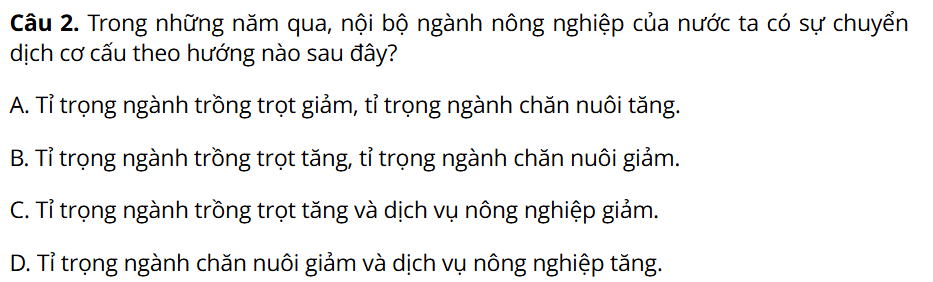 Câu 2. Trong những năm qua, nội bộ ngành nông nghiệp của nước ta có sự chuyển
dịch cơ cấu theo hướng nào sau đây?
A. Tỉ trọng ngành trồng trọt giảm, tỉ trọng ngành chăn nuôi tăng.
B. Tỉ trọng ngành trồng trọt tăng, tỉ trọng ngành chăn nuôi giảm.
C. Tỉ trọng ngành trồng trọt tăng và dịch vụ nông nghiệp giảm.
D. Tỉ trọng ngành chăn nuôi giảm và dịch vụ nông nghiệp tăng.